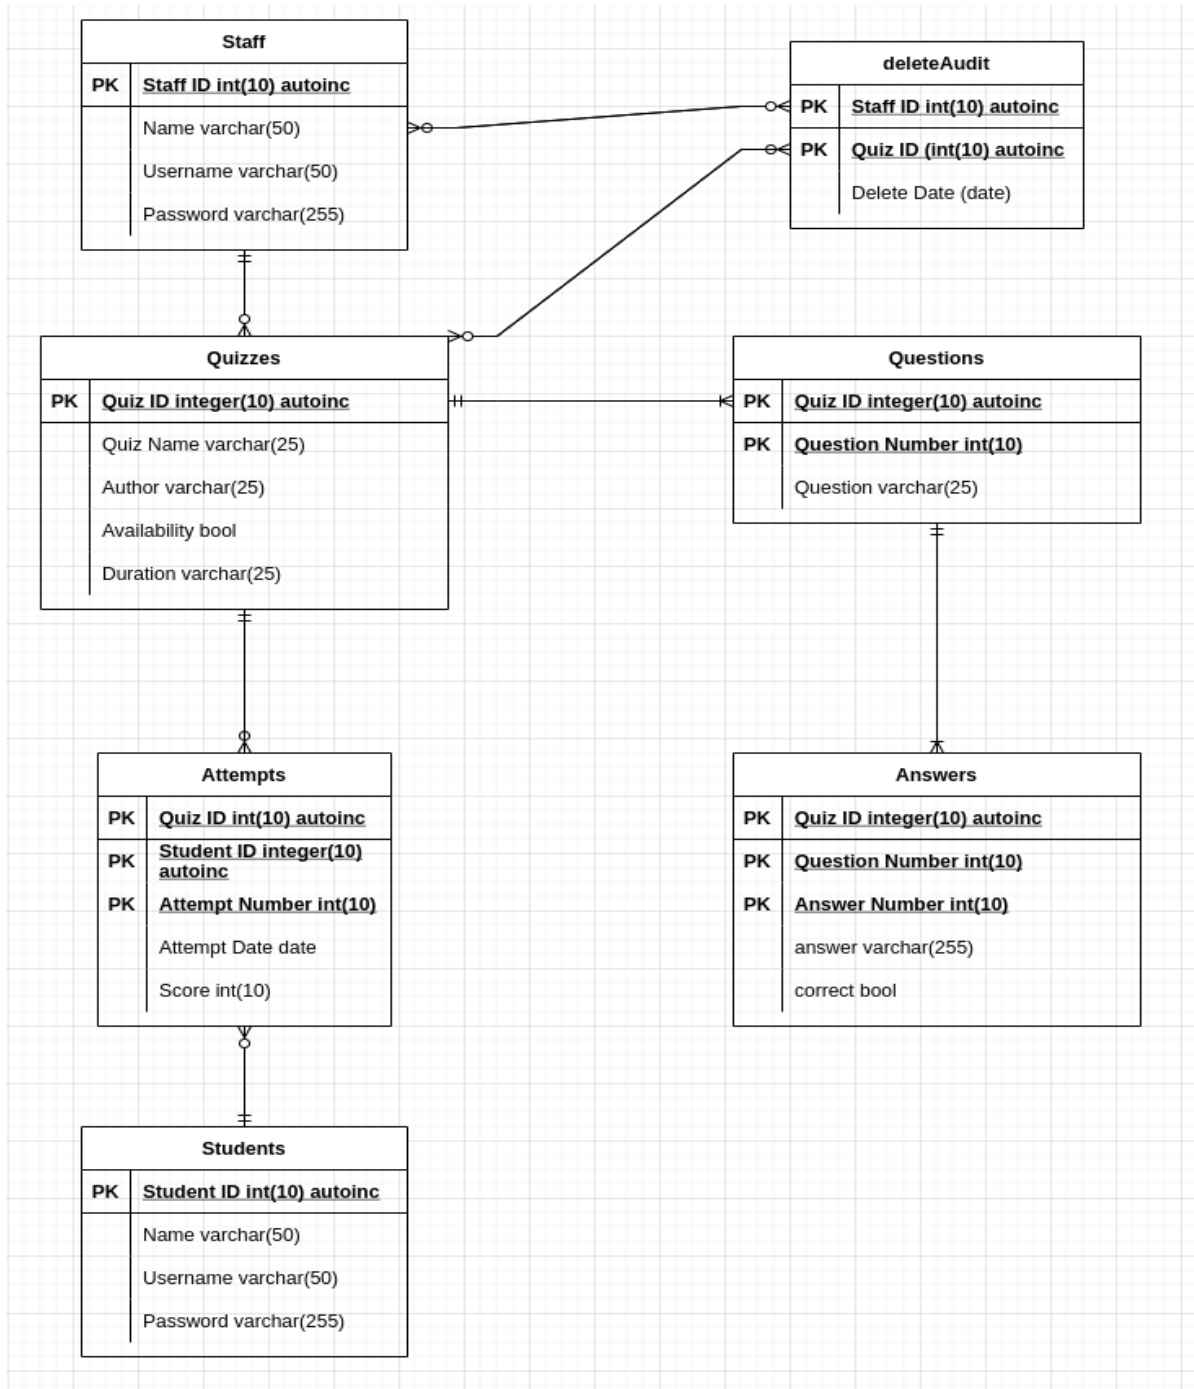 Staff
PK Staff ID int(10) autoinc
Name varchar(50)
Username varchar(50)
Password varchar(255)
deleteAudit
PK Staff ID int(10) autoinc
PK Quiz ID (int(10) autoinc
Delete Date (date)
Quizzes
PK Quiz ID integer(10) autoinc
Quiz Name varchar(25)
Author varchar(25)
Availability bool
Duration varchar(25)
Questions
PK Quiz ID integer(10) autoinc
PK Question Number int(10)
Question varchar(25)
Attempts
PK Quiz ID int(10) autoinc
PK Student ID integer(10)
autoinc
PK Attempt Number int(10)
Attempt Date date
Score int(10)
Answers
PK Quiz ID integer(10) autoinc
PK Question Number int(10)
PK Answer Number int(10)
answer varchar(255)
correct bool
Students
PK Student ID int(10) autoinc
Name varchar(50)
Username varchar(50)
Password varchar(255)